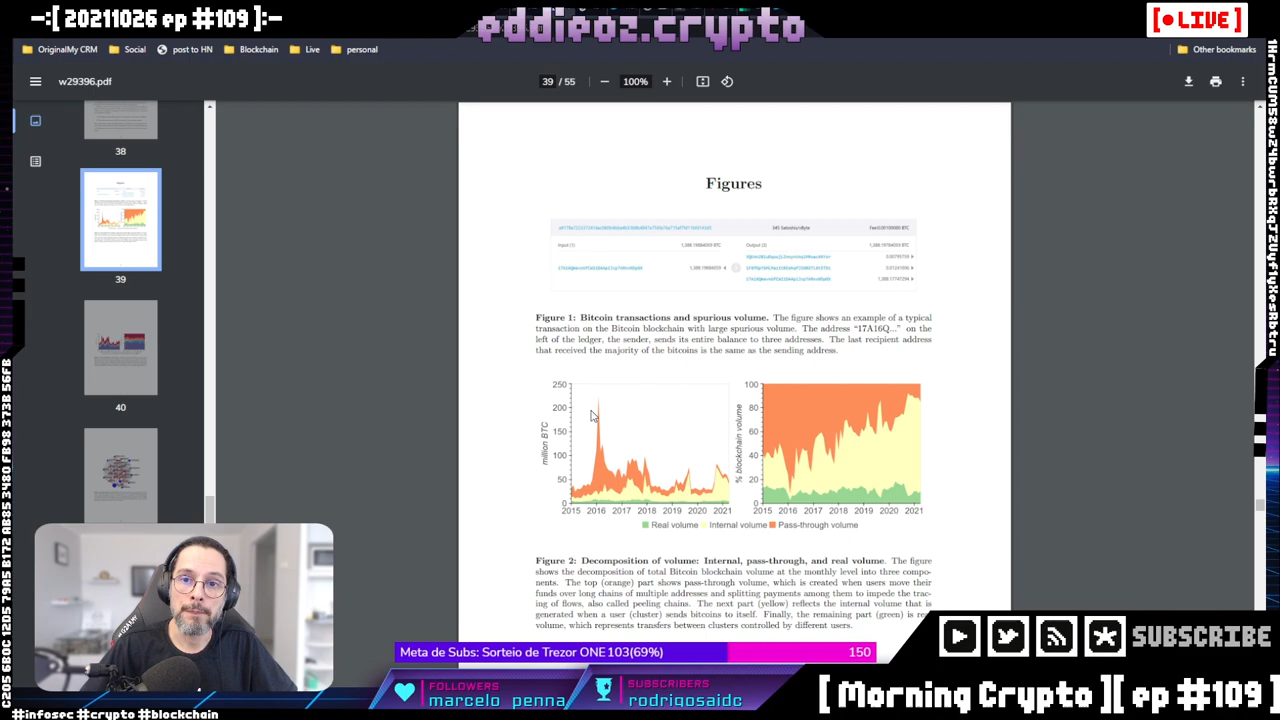 -=[ 20211026 ep #109 ]:-
eddieoz.crypto
[ ● LIVE ]
OriginalMy CRM
Social
post to HN
Blockchain
Live
personal
Other bookmarks
w29396.pdf
39 / 55
100%
38
40
Figures
Input (1)
Output (3)
Figure 1: Bitcoin transactions and spurious volume. The figure shows an example of a typical
transaction on the Bitcoin blockchain with large spurious volume. The address “17A16Q...” on the
left of the ledger, the sender, sends its entire balance to three addresses. The last recipient address
that received the majority of the bitcoins is the same as the sending address.
250
200
150
100
50
0
million BTC
2015 2016 2017 2018 2019 2020 2021
100
80
60
40
20
0
% blockchain volume
2015 2016 2017 2018 2019 2020 2021
Real volume Internal volume Pass-through volume
Figure 2: Decomposition of volume: Internal, pass-through, and real volume. The figure
shows the decomposition of total Bitcoin blockchain volume at the monthly level into three compo-
nents. The top (orange) part shows pass-through volume, which is created when users move their
funds over long chains of multiple addresses and splitting payments among them to impede the trac-
ing of flows, also called peeling chains. The next part (yellow) reflects the internal volume that is
generated when a user (cluster) sends bitcoins to itself. Finally, the remaining part (green) is
volume, which represents transfers between clusters controlled by different users.
Meta de Subs: Sorteio de Trezor ONE 103(69%)
150
FOLLOWERS
marcelo_penna_
SUBSCRIBERS
rodrigosaidc
SUBSCRIBE
[ Morning Crypto ][ ep #109 ]
#crypto #blockchain